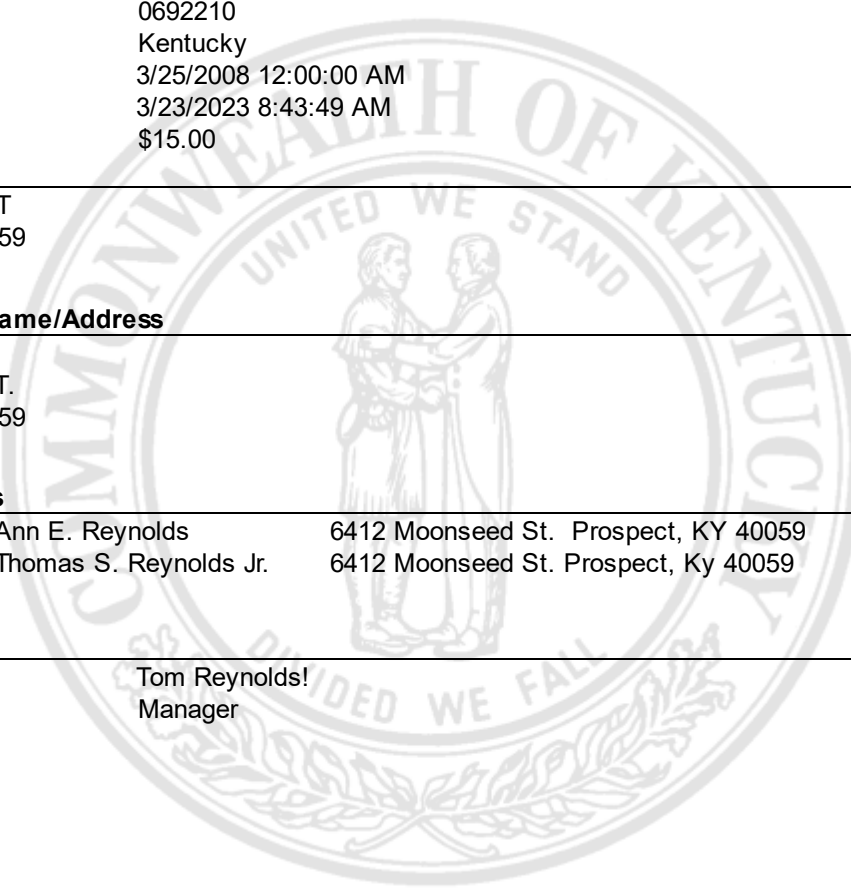 0692210
Kentucky
3/25/2008 12:00:00 AM
3/23/2023 8:43:49 AM
$15.00
T
59
ame/Address
T.
59
s
Ann E. Reynolds 6412 Moonseed St.  Prospect, KY 40059
Thomas S. Reynolds Jr. 6412 Moonseed St. Prospect, Ky 40059
Tom Reynolds!
Manager
COMMONWEALTH OF KENTUCKY
UNITED WE STAND
DIVIDED WE FALL